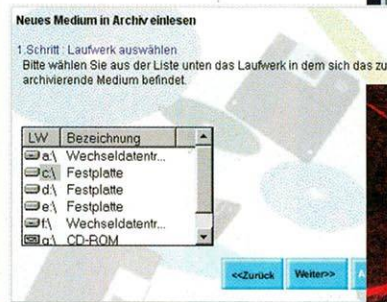 Neues Medium in Archiv einlesen
1.Schritt : Laufwerk auswählen
Bitte wählen Sie aus der Liste unten das Laufwerk in dem sich das zu
archivierende Medium befindet.
LW Bezeichnung
a:\ Wechseldatentr...
c:\ Festplatte
d:\ Festplatte
e:\ Festplatte
f:\ Wechseldatentr...
g:\ CD-ROM
<<Zurück Weiter>> A